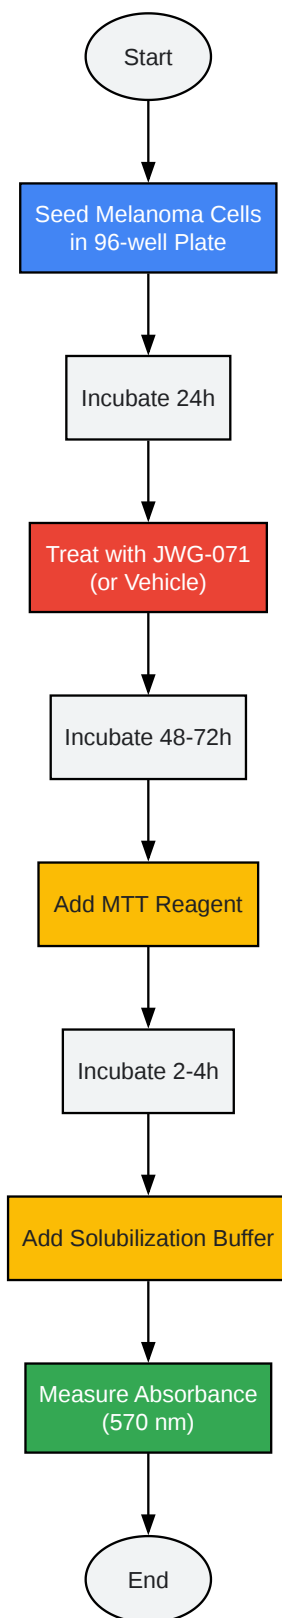 Start
Seed Melanoma Cells
in 96-well Plate
Incubate 24h
Treat with JWG-071
(or Vehicle)
Incubate 48-72h
Add MTT Reagent
Incubate 2-4h
Add Solubilization Buffer
Measure Absorbance
(570 nm)
End